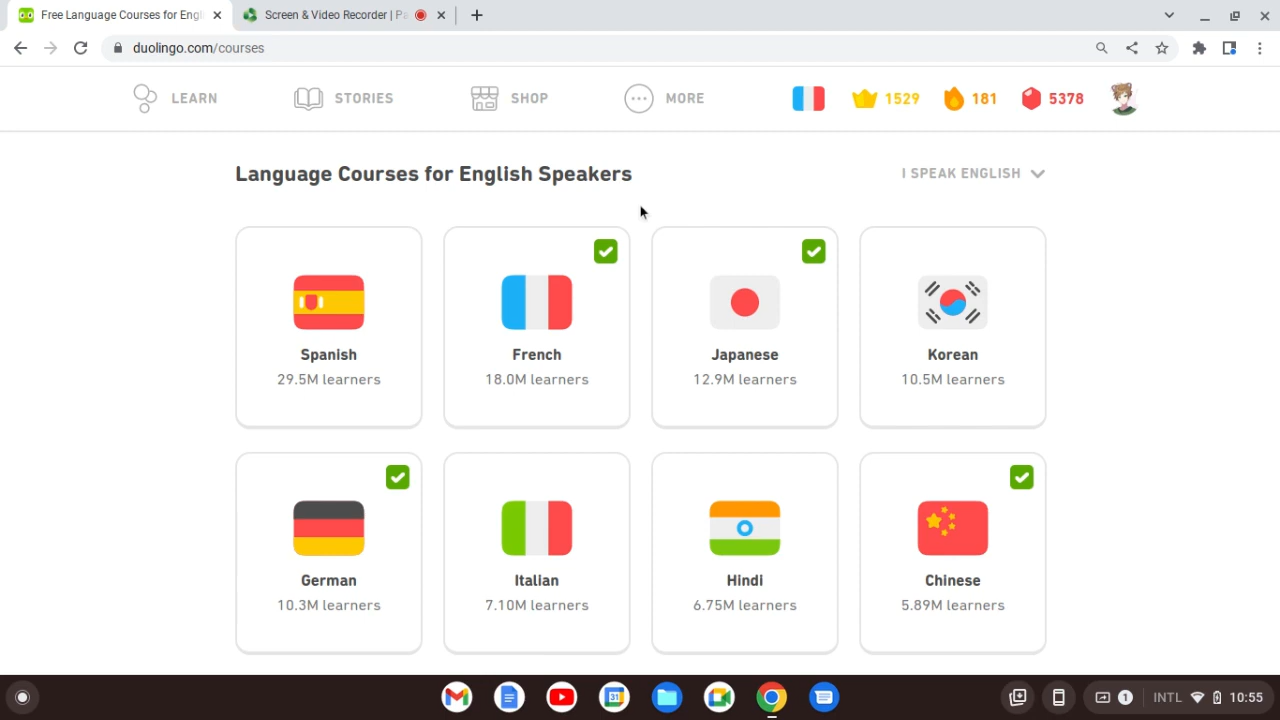 Free Language Courses for Engl
Screen & Video Recorder | Pa
duolingo.com/courses
LEARN
STORIES
SHOP
MORE
1529
181
5378
Language Courses for English Speakers
I SPEAK ENGLISH
Spanish
29.5M learners
French
18.0M learners
Japanese
12.9M learners
Korean
10.5M learners
German
10.3M learners
Italian
7.10M learners
Hindi
6.75M learners
Chinese
5.89M learners
31
1
INTL
10:55